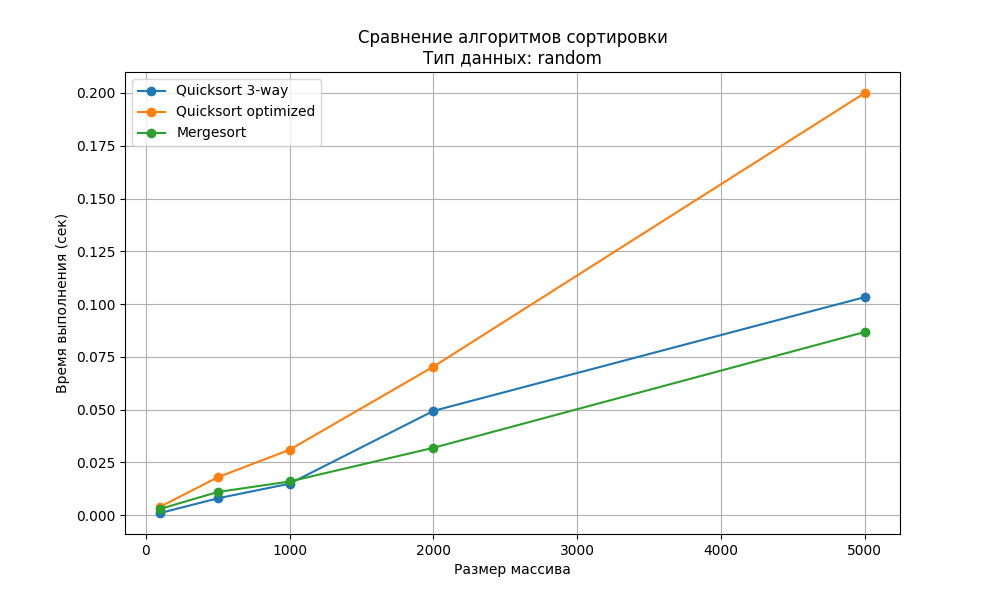 Сравнение алгоритмов сортировки
Тип данных: random
Quicksort 3-way
Quicksort optimized
Mergesort
Время выполнения (сек)
0.200
0.175
0.150
0.125
0.100
0.075
0.050
0.025
0.000
0
1000
2000
3000
4000
5000
Размер массива